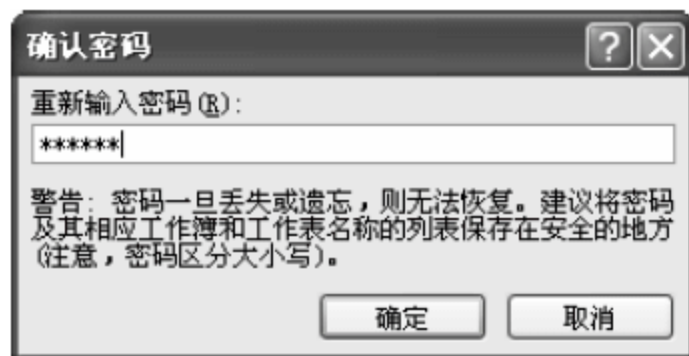 确认密码
重新输入密码(R):
******
警告: 密码一旦丢失或遗忘，则无法恢复。建议将密码
及其相应工作簿和工作表名称的列表保存在安全的地方
(注意，密码区分大小写)。
确定 取消